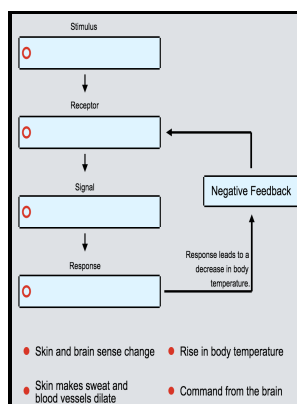 Stimulus
Receptor
Signal
Negative Feedback
Response leads to a
decrease in body
temperature.
Response
Skin and brain sense change
Rise in body temperature
Skin makes sweat and
blood vessels dilate
Command from the brain